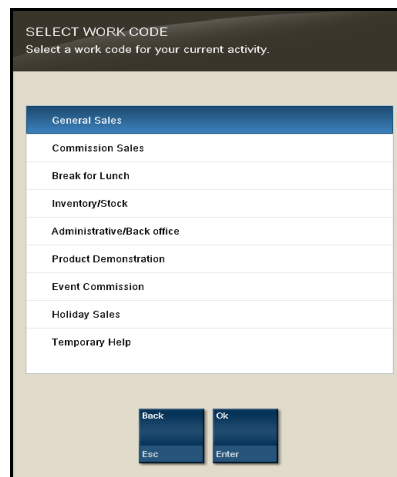 SELECT WORK CODE
Select a work code for your current activity.
General Sales
Commission Sales
Break for Lunch
Inventory/Stock
Administrative/Back office
Product Demonstration
Event Commission
Holiday Sales
Temporary Help
Back Ok
Esc Enter